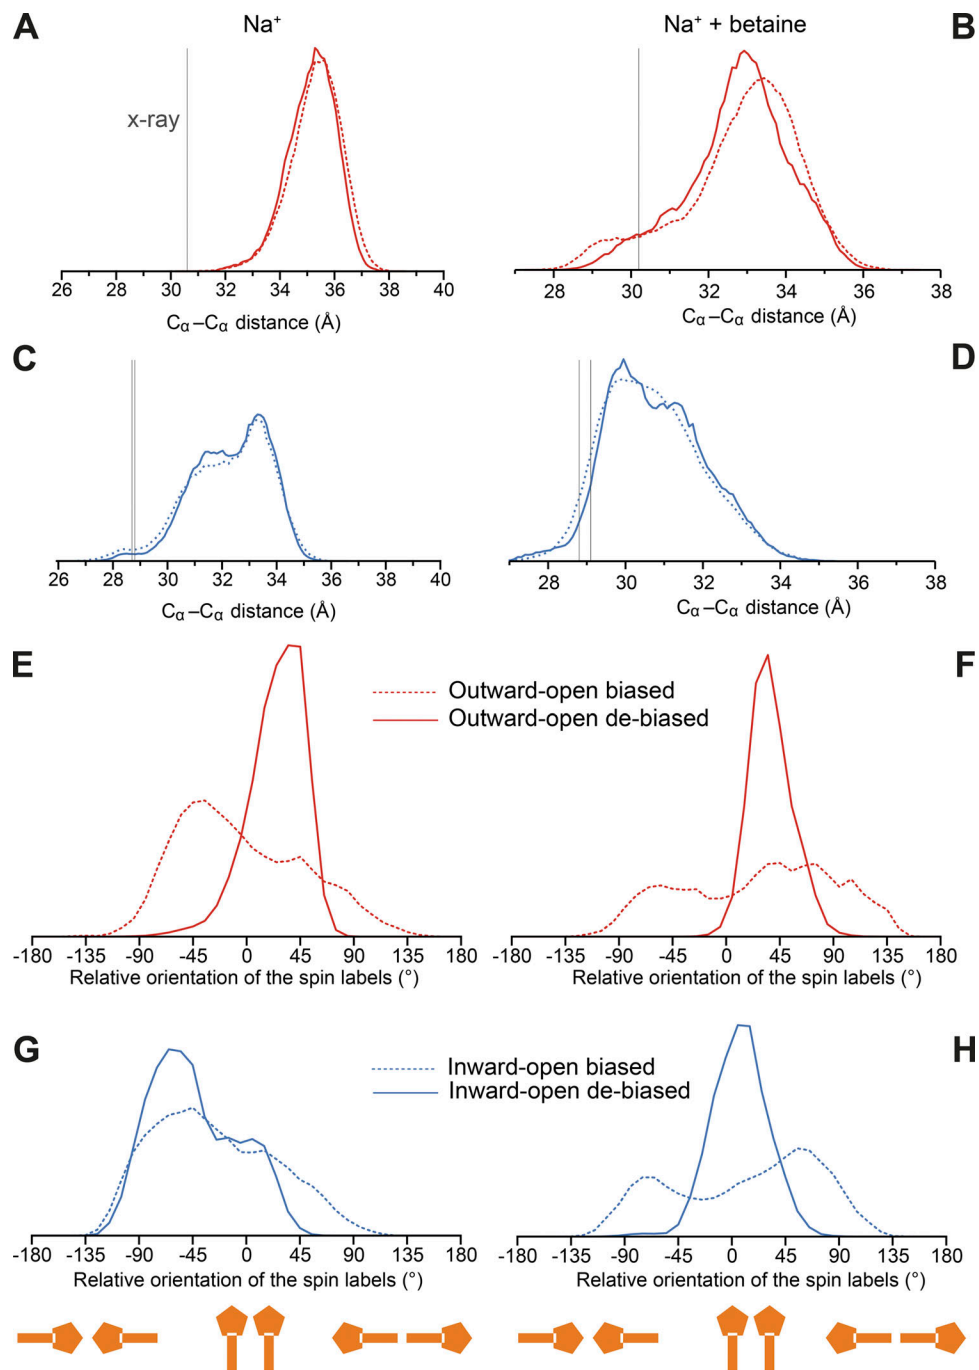 A
Na⁺
Na⁺ + betaine
B
x-ray
26 28 30 32 34 36 38 40
Cα–Cα distance (Å)
28 30 32 34 36 38
Cα–Cα distance (Å)
C
D
26 28 30 32 34 36 38 40
Cα–Cα distance (Å)
28 30 32 34 36 38
Cα–Cα distance (Å)
E
F
Outward-open biased
Outward-open de-biased
-180 -135 -90 -45 0 45 90 135 180
Relative orientation of the spin labels (°)
-180 -135 -90 -45 0 45 90 135 180
Relative orientation of the spin labels (°)
G
H
Inward-open biased
Inward-open de-biased
-180 -135 -90 -45 0 45 90 135 180
Relative orientation of the spin labels (°)
-180 -135 -90 -45 0 45 90 135 180
Relative orientation of the spin labels (°)